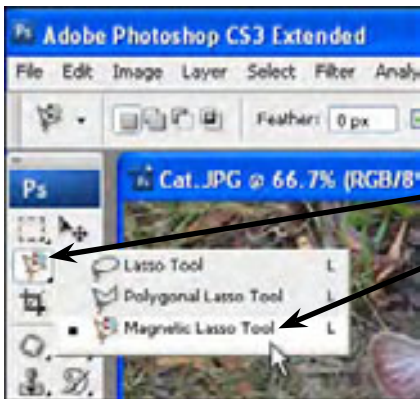 Ps Adobe Photoshop CS3 Extended
File Edit Image Layer Select Filter
Feather: 0 px
Ps
Cat.JPG @ 66.7% (RGB/8*
Lasso Tool L
Polygonal Lasso Tool L
Magnetic Lasso Tool L